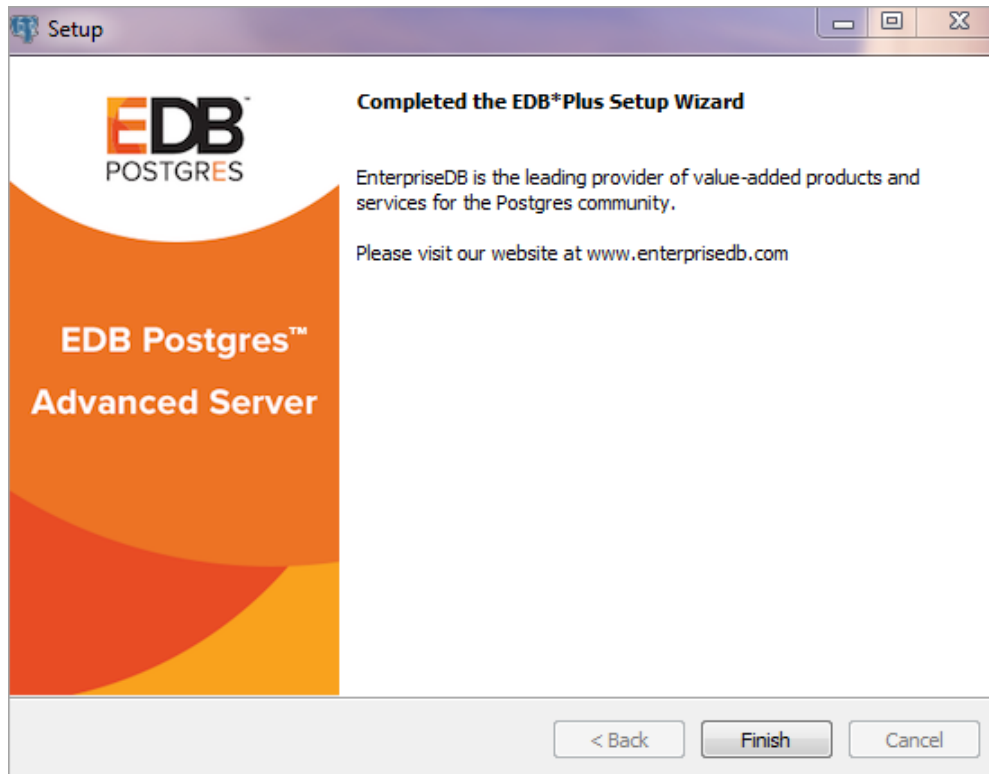 Setup
EDB
POSTGRES
EDB Postgres™
Advanced Server
Completed the EDB*Plus Setup Wizard
EnterpriseDB is the leading provider of value-added products and
services for the Postgres community.
Please visit our website at www.enterprisedb.com
< Back
Finish
Cancel